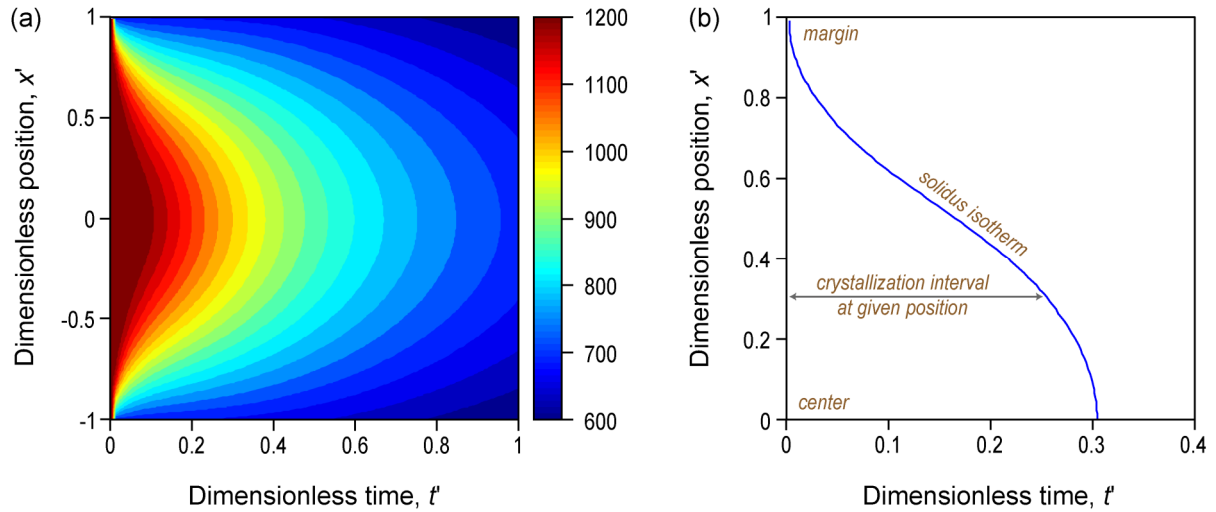 (a)
Dimensionless position, x'
1
0.5
0
-0.5
-1
0
0.2
0.4
0.6
0.8
1
Dimensionless time, t'
1200
1100
1000
900
800
700
600
(b)
Dimensionless position, x'
1
0.8
0.6
0.4
0.2
0
0
0.1
0.2
0.3
0.4
Dimensionless time, t'
margin
solidus isotherm
crystallization interval
at given position
center